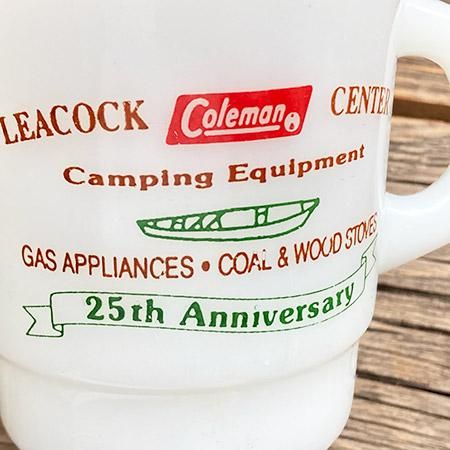 LEACOCK Coleman CENTER
Camping Equipment
GAS APPLIANCES • COAL & WOOD STOVES
25th Anniversary